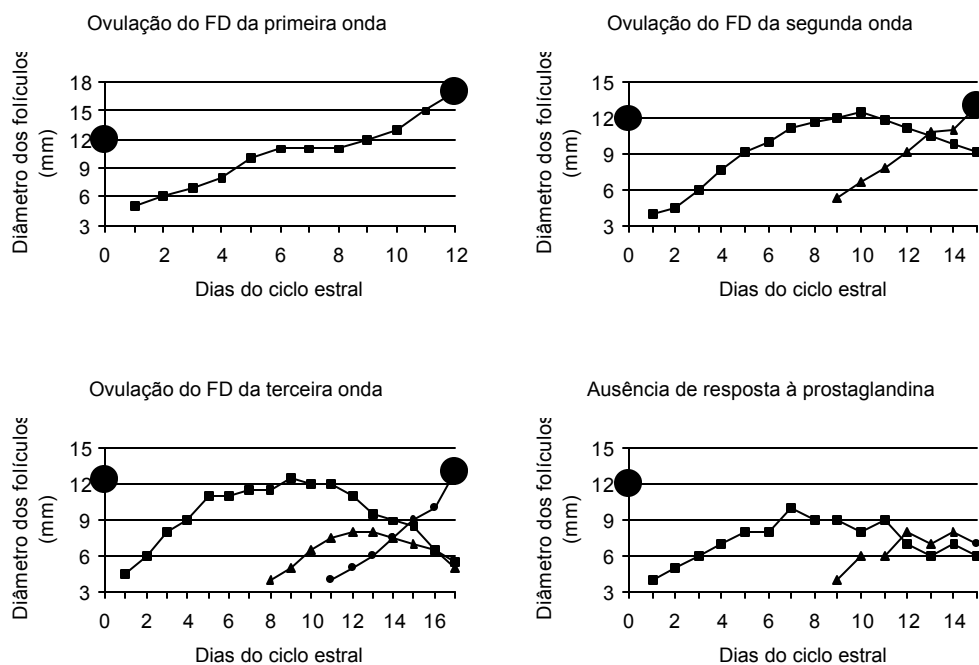 Ovulação do FD da primeira onda
Diâmetro dos folículos
(mm)
18
15
12
9
6
3
0 2 4 6 8 10 12
Dias do ciclo estral
Ovulação do FD da segunda onda
Diâmetro dos folículos
(mm)
15
12
9
6
3
0 2 4 6 8 10 12 14
Dias do ciclo estral
Ovulação do FD da terceira onda
Diâmetro dos folículos
(mm)
15
12
9
6
3
0 2 4 6 8 10 12 14 16
Dias do ciclo estral
Ausência de resposta à prostaglandina
Diâmetro dos folículos
(mm)
15
12
9
6
3
0 2 4 6 8 10 12 14
Dias do ciclo estral